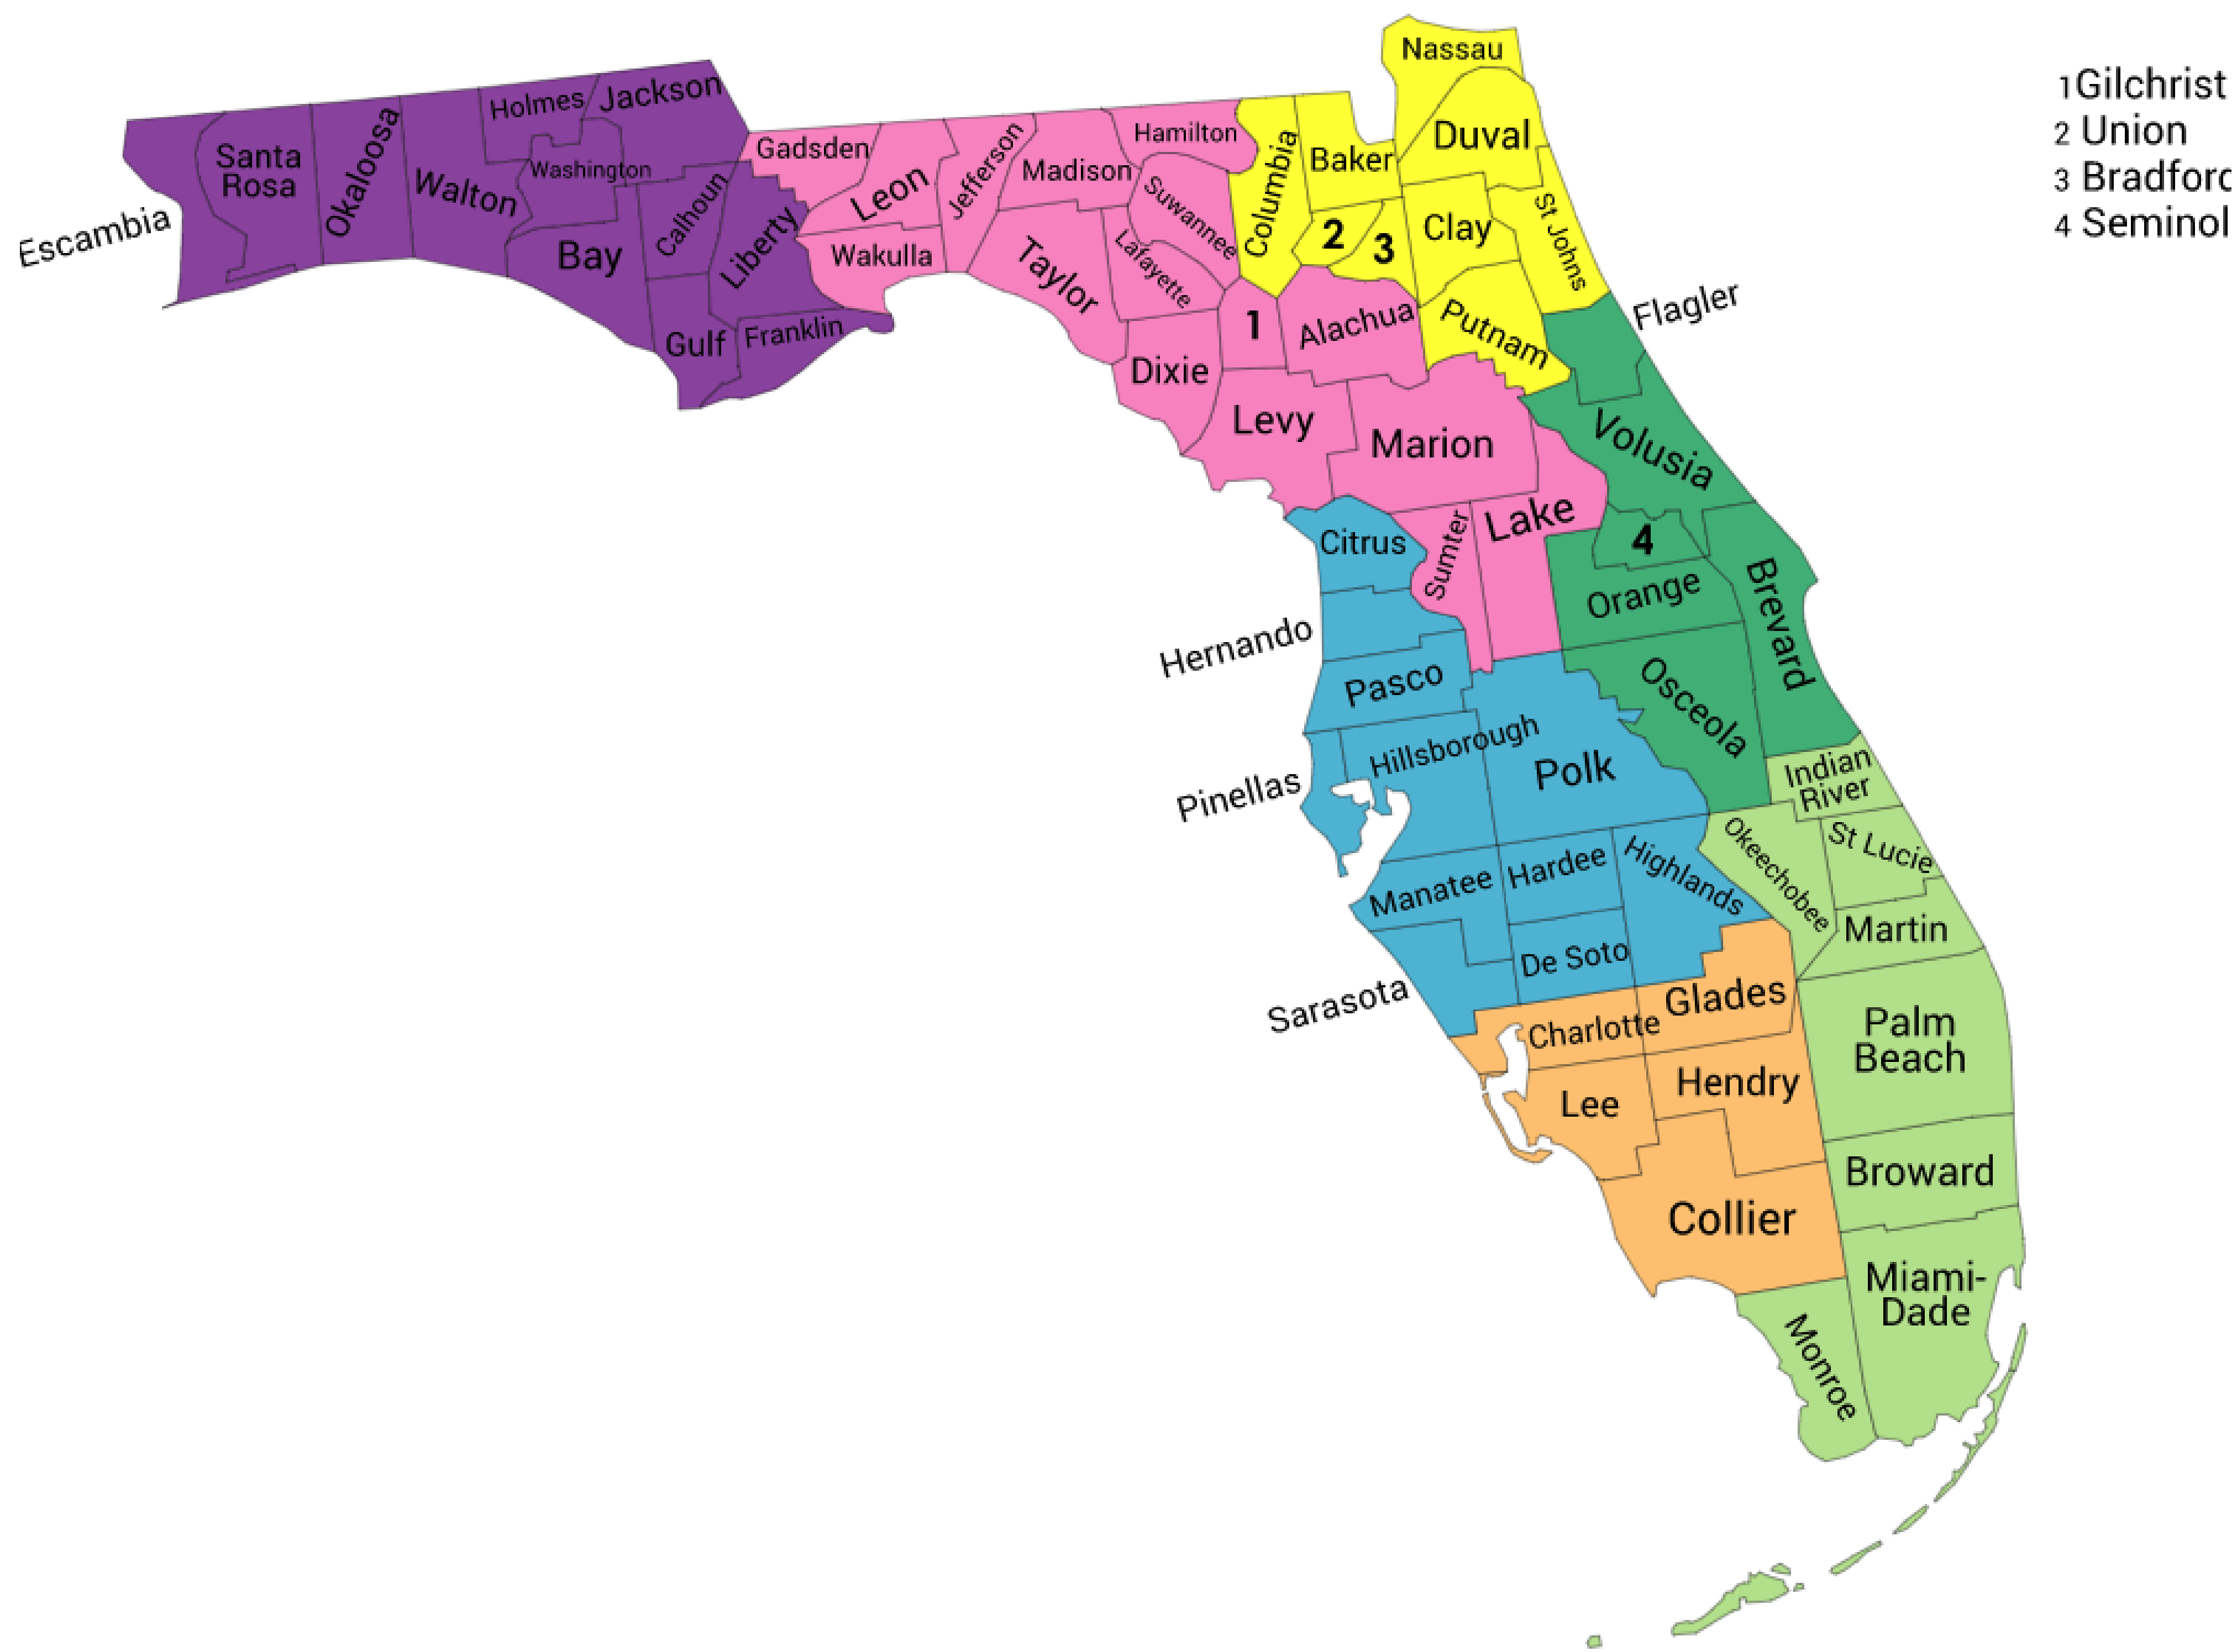 Nassau
1Gilchrist
2 Union
3 Bradford
4 Seminol
Holmes
Jackson
Santa
Rosa
Okaloosa
Walton
Washington
Escambia
Bay
Calhoun
Liberty
Gulf
Franklin
Gadsden
Leon
Jefferson
Madison
Hamilton
Suwannee
Wakulla
Taylor
Lafayette
Columbia
Baker
Duval
2
3
Clay
St Johns
1
Alachua
Putnam
Flagler
Dixie
Levy
Marion
Volusia
Citrus
Sumter
Lake
4
Orange
Brevard
Hernando
Pasco
Osceola
Hillsborough
Polk
Pinellas
Indian
River
Okeechobee
St Lucie
Manatee
Hardee
Highlands
Martin
De Soto
Sarasota
Charlotte
Glades
Palm
Beach
Lee
Hendry
Broward
Collier
Miami-
Dade
Monroe